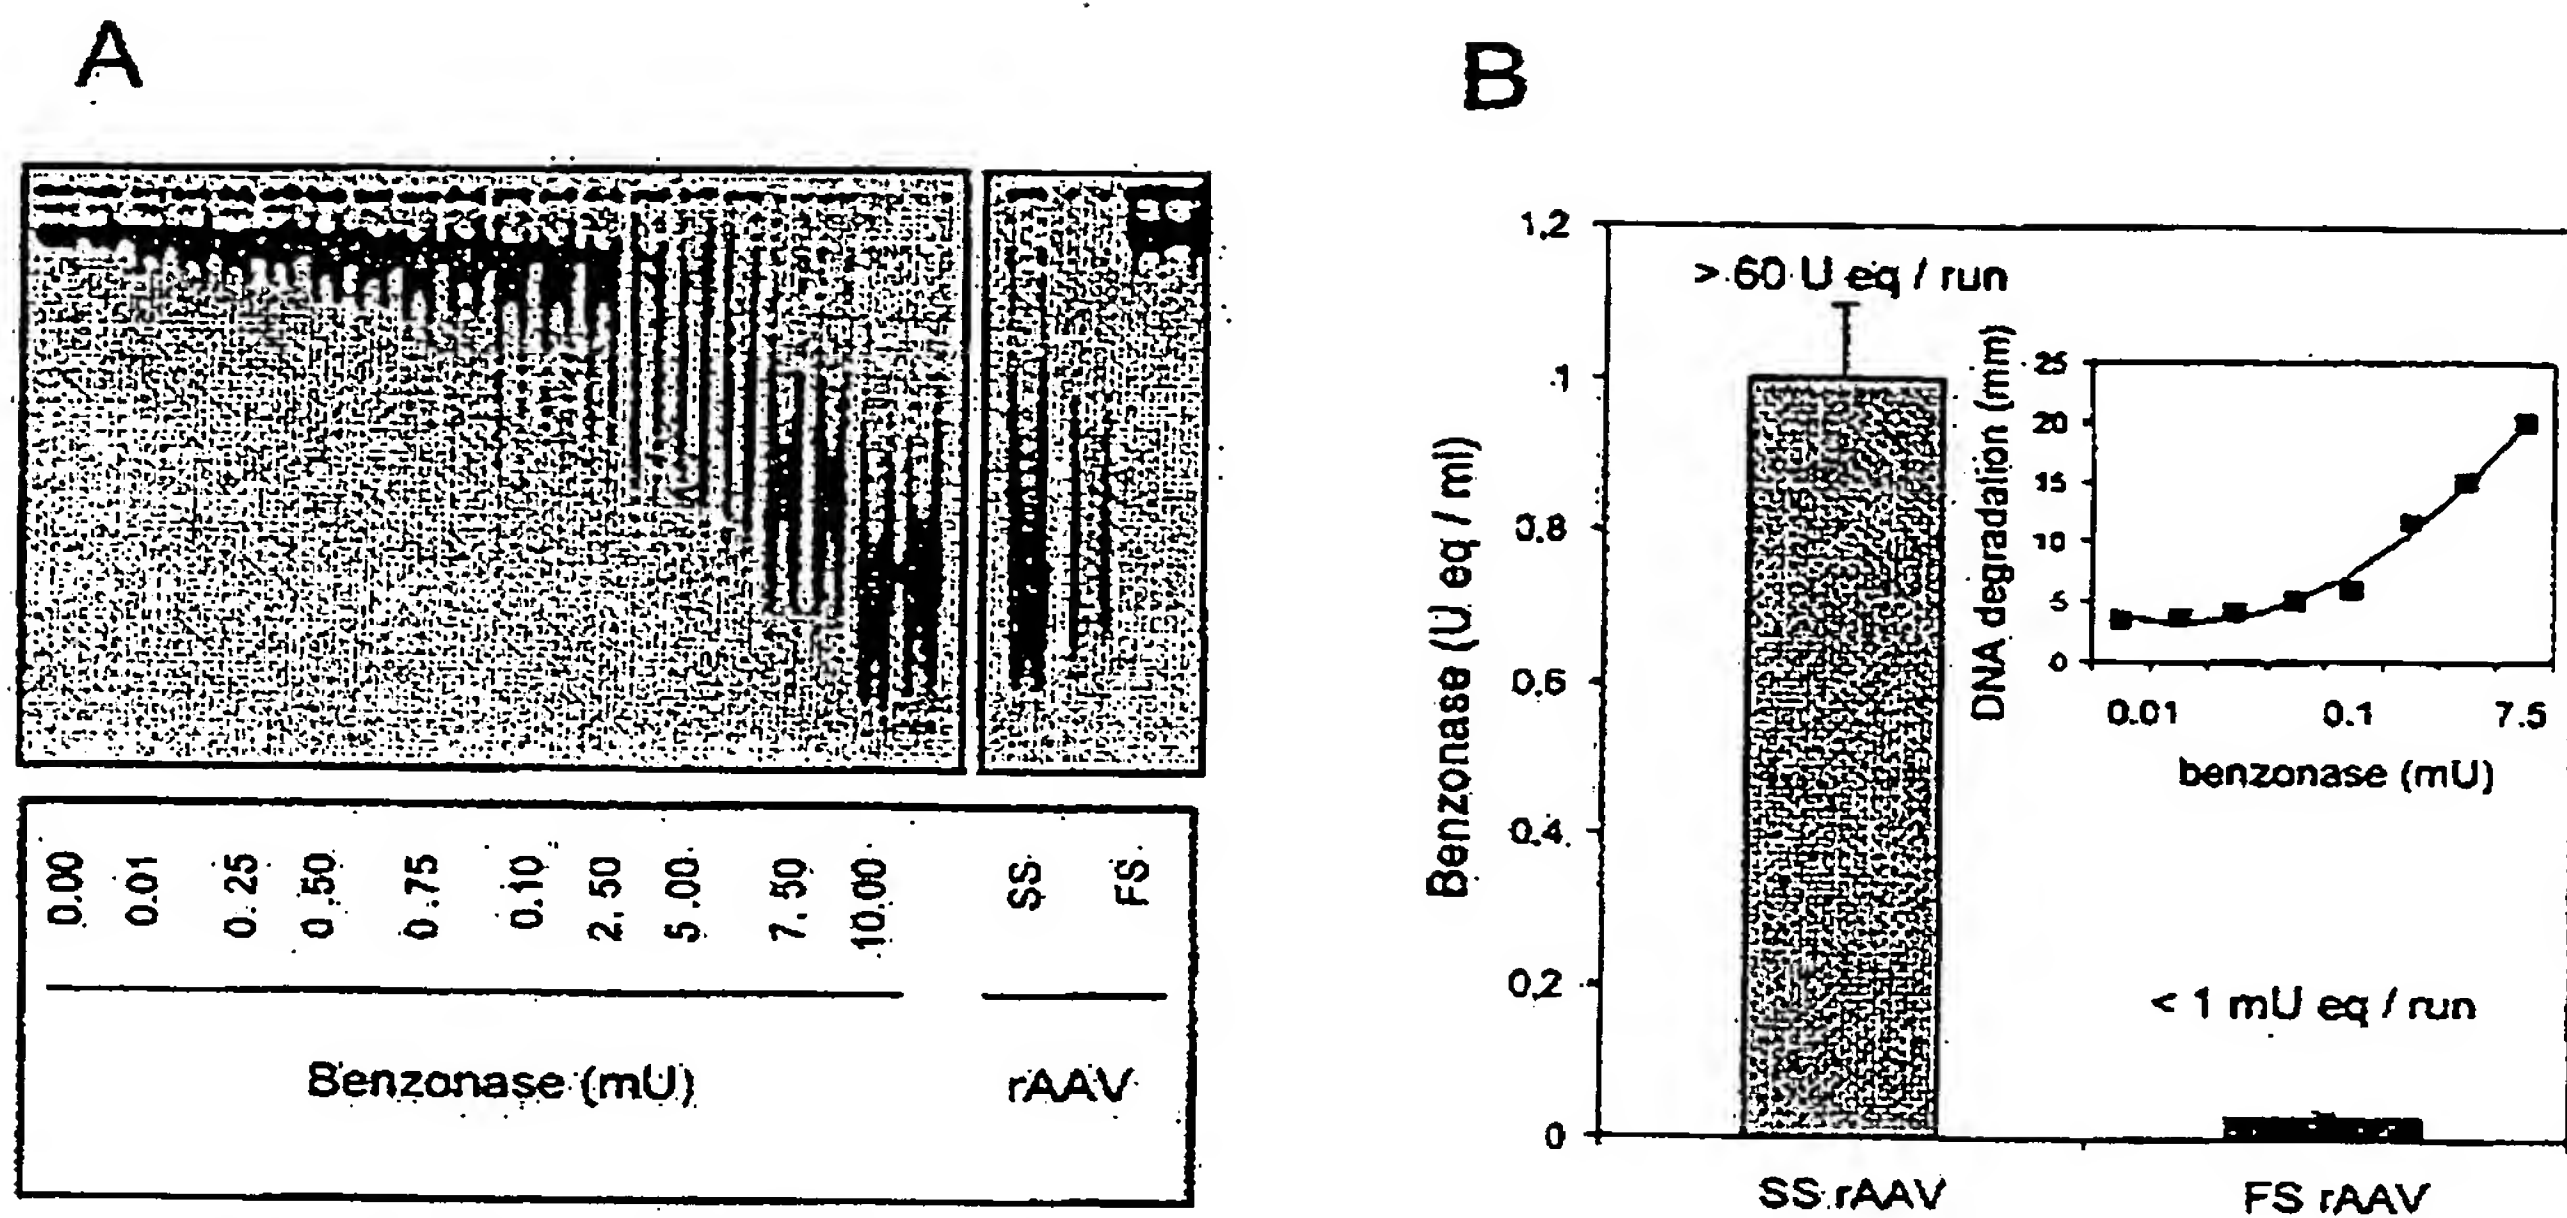 A
0.00 0.01 0.25 0.50 0.75 0.10 2.50 5.00 7.50 10.00 SS FS
Benzonase (mU) rAAV
B
Benzonase (U eq / ml)
1,2
1
0.8
0.6
0.4
0,2
0
> 60 U eq / run
< 1 mU eq / run
SS rAAV FS rAAV
DNA degradation (mm)
25
20
15
10
5
0
0.01 0.1 7.5
benzonase (mU)